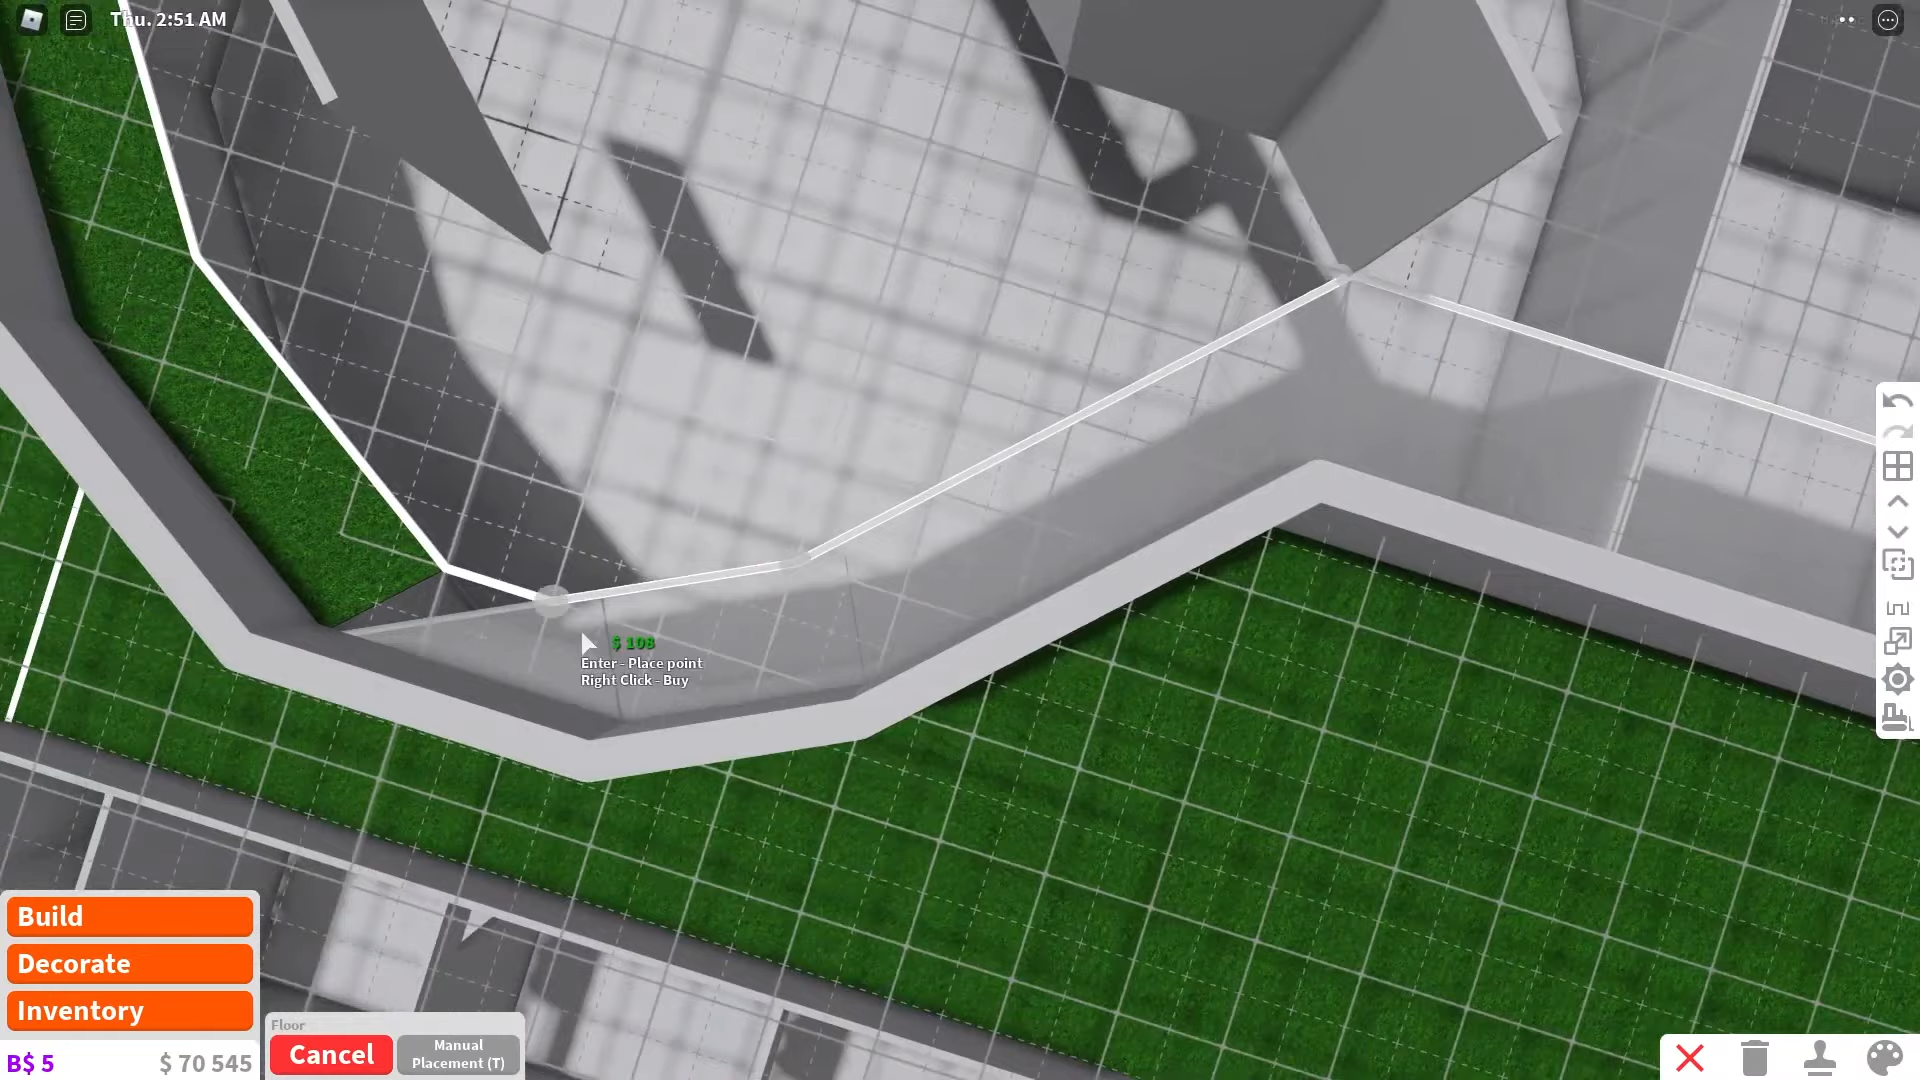 Thu. 2:51 AM
$ 108
Enter - Place point
Right Click - Buy
Build
Decorate
Inventory
B$ 5
$ 70 545
Floor
Cancel
Manual
Placement (T)